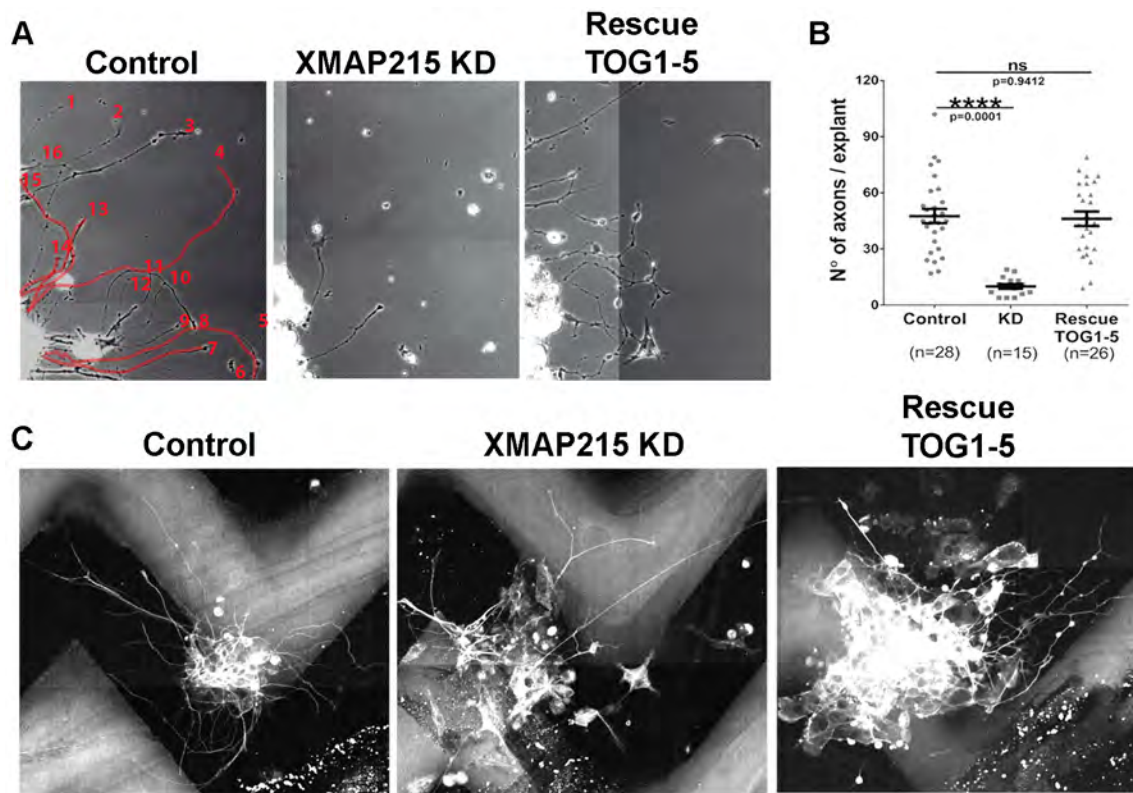 A
Control
XMAP215 KD
Rescue
TOG1-5
1
2
3
4
16
15
13
14
11
10
12
9
8
5
7
6
B
ns
p=0.9412
****
p=0.0001
N° of axons / explant
120
90
60
30
0
Control
KD
Rescue
TOG1-5
(n=28)
(n=15)
(n=26)
C
Control
XMAP215 KD
Rescue
TOG1-5